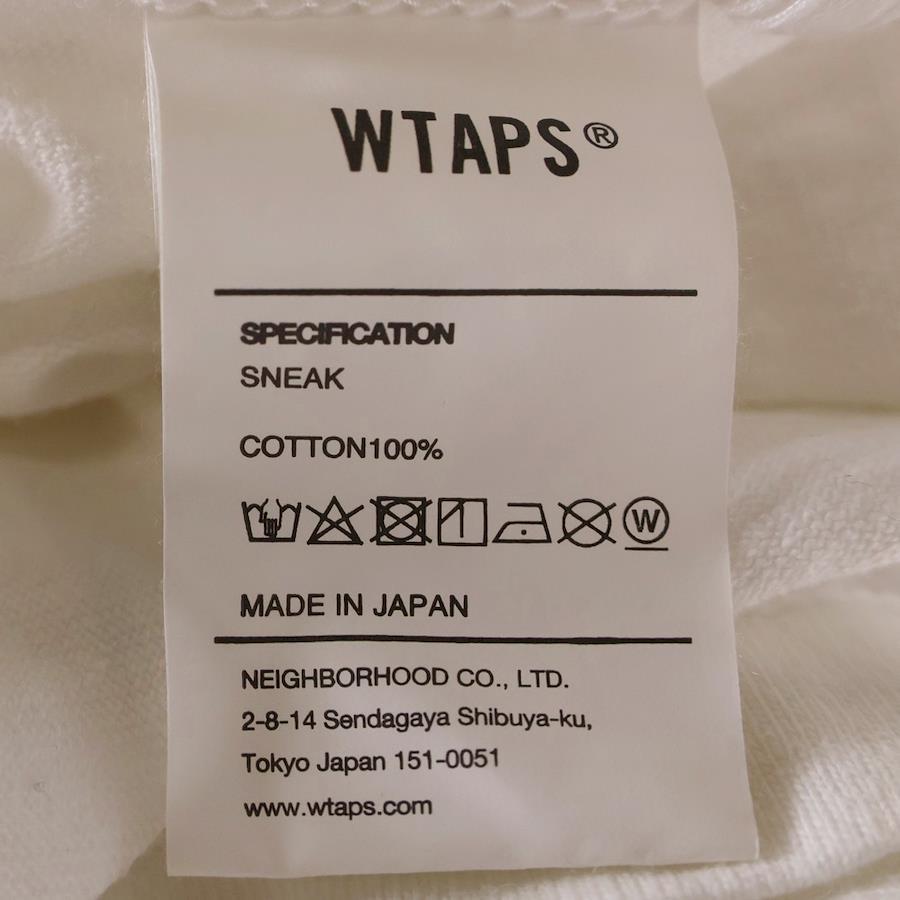 WTAPS®
SPECIFICATION
SNEAK
COTTON100%
W
MADE IN JAPAN
NEIGHBORHOOD CO., LTD.
2-8-14 Sendagaya Shibuya-ku,
Tokyo Japan 151-0051
www.wtaps.com